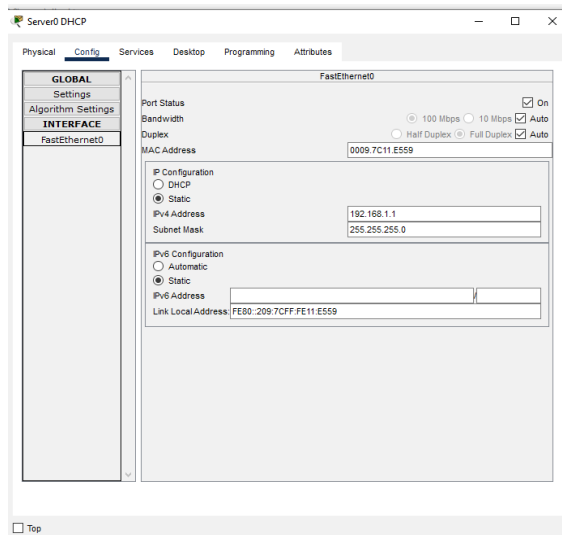 Server0 DHCP
Physical Config Services Desktop Programming Attributes
GLOBAL
Settings
Algorithm Settings
INTERFACE
FastEthernet0
FastEthernet0
Port Status On
Bandwidth 100 Mbps 10 Mbps Auto
Duplex Half Duplex Full Duplex Auto
MAC Address 0009.7C11.E559
IP Configuration
DHCP
Static
IPv4 Address 192.168.1.1
Subnet Mask 255.255.255.0
IPv6 Configuration
Automatic
Static
IPv6 Address /
Link Local Address: FE80::209:7CFF:FE11:E559
Top